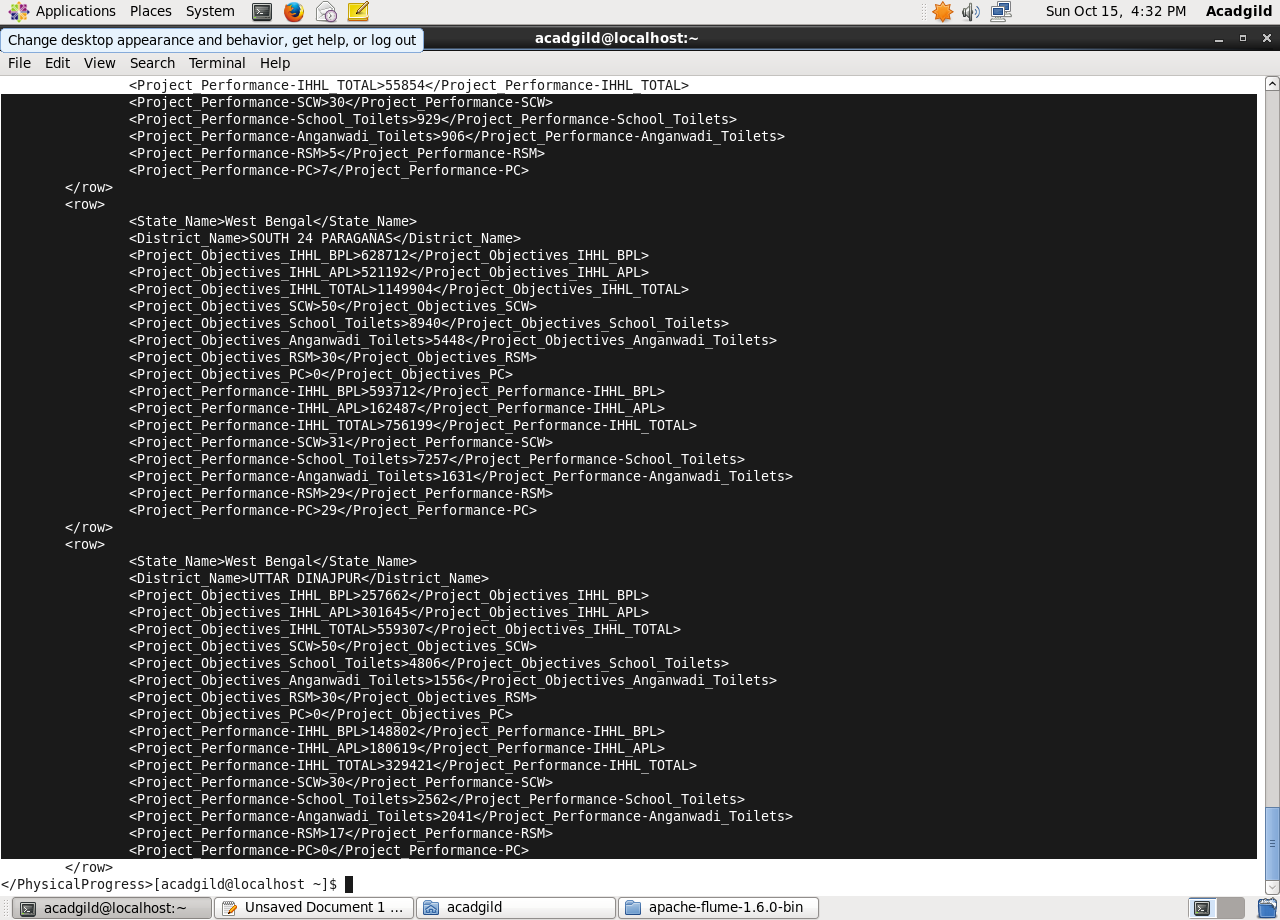 Applications Places System Sun Oct 15, 4:32 PM Acadgild
Change desktop appearance and behavior, get help, or log out
acadgild@localhost:~
File Edit View Search Terminal Help
<Project_Performance-IHHL_TOTAL>55854</Project_Performance-IHHL_TOTAL>
<Project_Performance-SCW>30</Project_Performance-SCW>
<Project_Performance-School_Toilets>929</Project_Performance-School_Toilets>
<Project_Performance-Anganwadi_Toilets>906</Project_Performance-Anganwadi_Toilets>
<Project_Performance-RSM>5</Project_Performance-RSM>
<Project_Performance-PC>7</Project_Performance-PC>
</row>
<row>
<State_Name>West Bengal</State_Name>
<District_Name>SOUTH 24 PARAGANAS</District_Name>
<Project_Objectives_IHHL_BPL>628712</Project_Objectives_IHHL_BPL>
<Project_Objectives_IHHL_APL>521192</Project_Objectives_IHHL_APL>
<Project_Objectives_IHHL_TOTAL>1149904</Project_Objectives_IHHL_TOTAL>
<Project_Objectives_SCW>50</Project_Objectives_SCW>
<Project_Objectives_School_Toilets>8940</Project_Objectives_School_Toilets>
<Project_Objectives_Anganwadi_Toilets>5448</Project_Objectives_Anganwadi_Toilets>
<Project_Objectives_RSM>30</Project_Objectives_RSM>
<Project_Objectives_PC>0</Project_Objectives_PC>
<Project_Performance-IHHL_BPL>593712</Project_Performance-IHHL_BPL>
<Project_Performance-IHHL_APL>162487</Project_Performance-IHHL_APL>
<Project_Performance-IHHL_TOTAL>756199</Project_Performance-IHHL_TOTAL>
<Project_Performance-SCW>31</Project_Performance-SCW>
<Project_Performance-School_Toilets>7257</Project_Performance-School_Toilets>
<Project_Performance-Anganwadi_Toilets>1631</Project_Performance-Anganwadi_Toilets>
<Project_Performance-RSM>29</Project_Performance-RSM>
<Project_Performance-PC>29</Project_Performance-PC>
</row>
<row>
<State_Name>West Bengal</State_Name>
<District_Name>UTTAR DINAJPUR</District_Name>
<Project_Objectives_IHHL_BPL>257662</Project_Objectives_IHHL_BPL>
<Project_Objectives_IHHL_APL>301645</Project_Objectives_IHHL_APL>
<Project_Objectives_IHHL_TOTAL>559307</Project_Objectives_IHHL_TOTAL>
<Project_Objectives_SCW>50</Project_Objectives_SCW>
<Project_Objectives_School_Toilets>4806</Project_Objectives_School_Toilets>
<Project_Objectives_Anganwadi_Toilets>1556</Project_Objectives_Anganwadi_Toilets>
<Project_Objectives_RSM>30</Project_Objectives_RSM>
<Project_Objectives_PC>0</Project_Objectives_PC>
<Project_Performance-IHHL_BPL>148802</Project_Performance-IHHL_BPL>
<Project_Performance-IHHL_APL>180619</Project_Performance-IHHL_APL>
<Project_Performance-IHHL_TOTAL>329421</Project_Performance-IHHL_TOTAL>
<Project_Performance-SCW>30</Project_Performance-SCW>
<Project_Performance-School_Toilets>2562</Project_Performance-School_Toilets>
<Project_Performance-Anganwadi_Toilets>2041</Project_Performance-Anganwadi_Toilets>
<Project_Performance-RSM>17</Project_Performance-RSM>
<Project_Performance-PC>0</Project_Performance-PC>
</row>
</PhysicalProgress>[acadgild@localhost ~]$
acadgild@localhost:~ Unsaved Document 1 ... acadgild apache-flume-1.6.0-bin